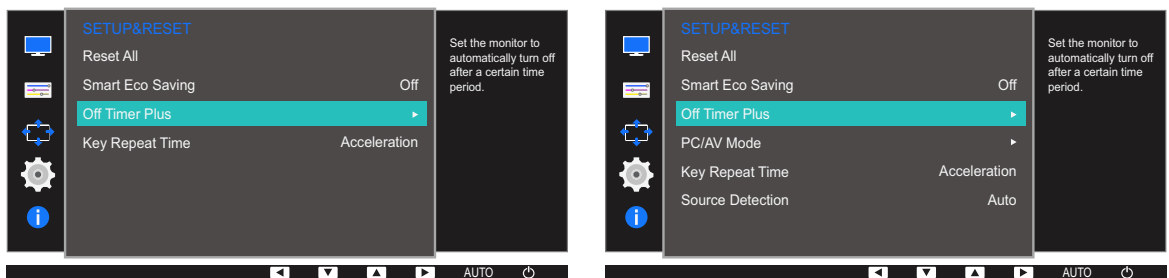 SETUP&RESET
Reset All
Smart Eco Saving Off
Off Timer Plus
Key Repeat Time Acceleration
Set the monitor to
automatically turn off
after a certain time
period.
AUTO
SETUP&RESET
Reset All
Smart Eco Saving Off
Off Timer Plus
PC/AV Mode
Key Repeat Time Acceleration
Source Detection Auto
Set the monitor to
automatically turn off
after a certain time
period.
AUTO